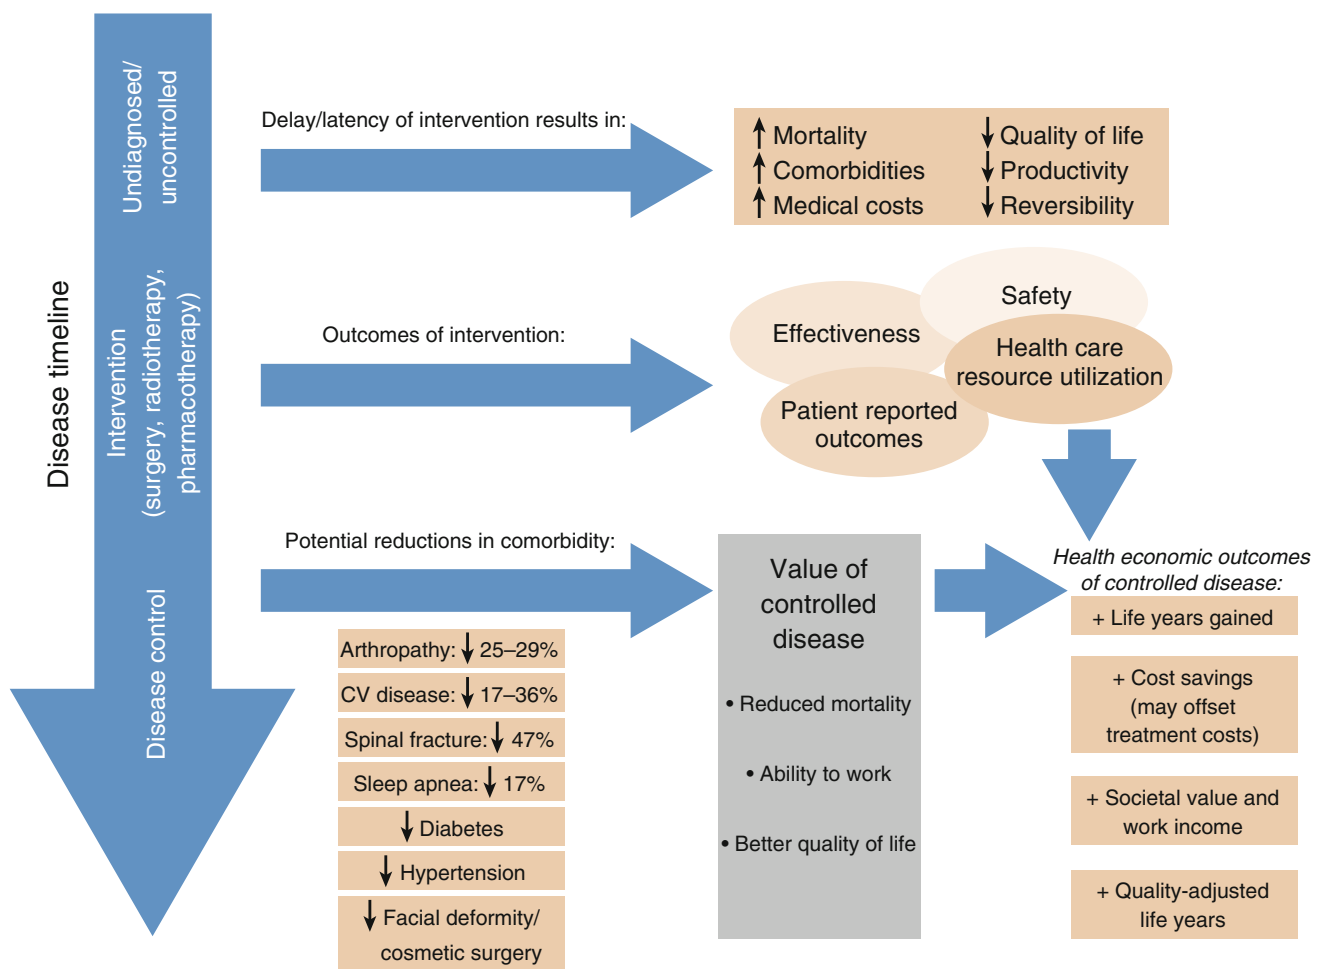 Disease timeline
Undiagnosed/
uncontrolled
Intervention
(surgery, radiotherapy,
pharmacotherapy)
Disease control
Delay/latency of intervention results in:
↑ Mortality
↑ Comorbidities
↑ Medical costs
↓ Quality of life
↓ Productivity
↓ Reversibility
Outcomes of intervention:
Effectiveness
Safety
Health care
resource utilization
Patient reported
outcomes
Potential reductions in comorbidity:
Arthropathy: ↓ 25–29%
CV disease: ↓ 17–36%
Spinal fracture: ↓ 47%
Sleep apnea: ↓ 17%
↓ Diabetes
↓ Hypertension
↓ Facial deformity/
cosmetic surgery
Value of
controlled
disease
• Reduced mortality
• Ability to work
• Better quality of life
Health economic outcomes
of controlled disease:
+ Life years gained
+ Cost savings
(may offset
treatment costs)
+ Societal value and
work income
+ Quality-adjusted
life years